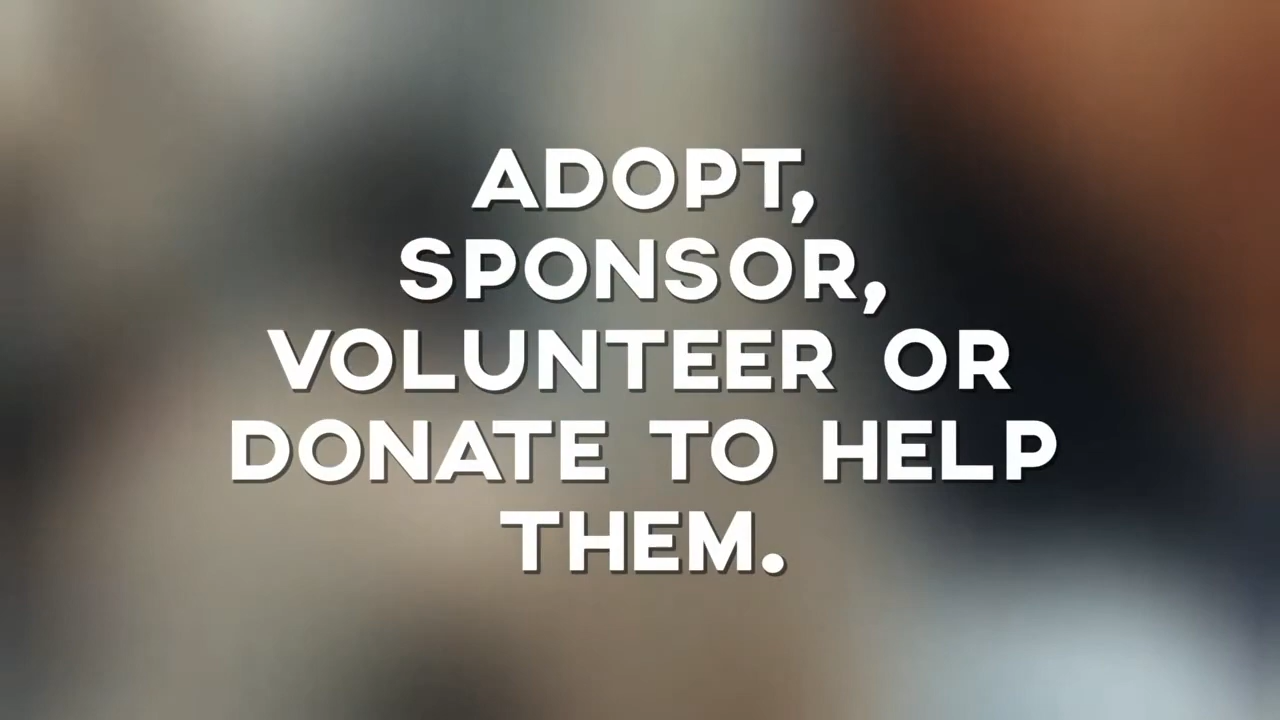 ADOPT,
SPONSOR,
VOLUNTEER OR
DONATE TO HELP
THEM.